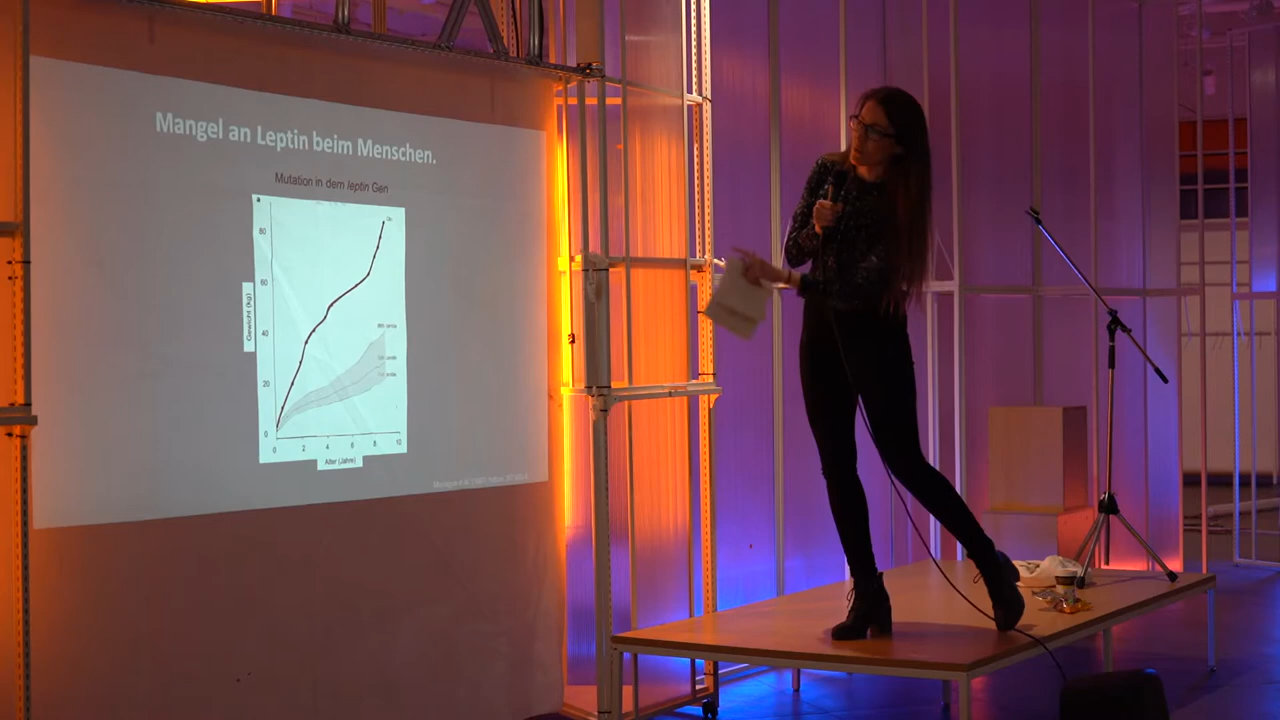 Mangel an Leptin beim Menschen.
Mutation in dem leptin Gen
80
60
40
20
0
Gewicht (kg)
0 2 4 6 8 10
Alter (Jahre)